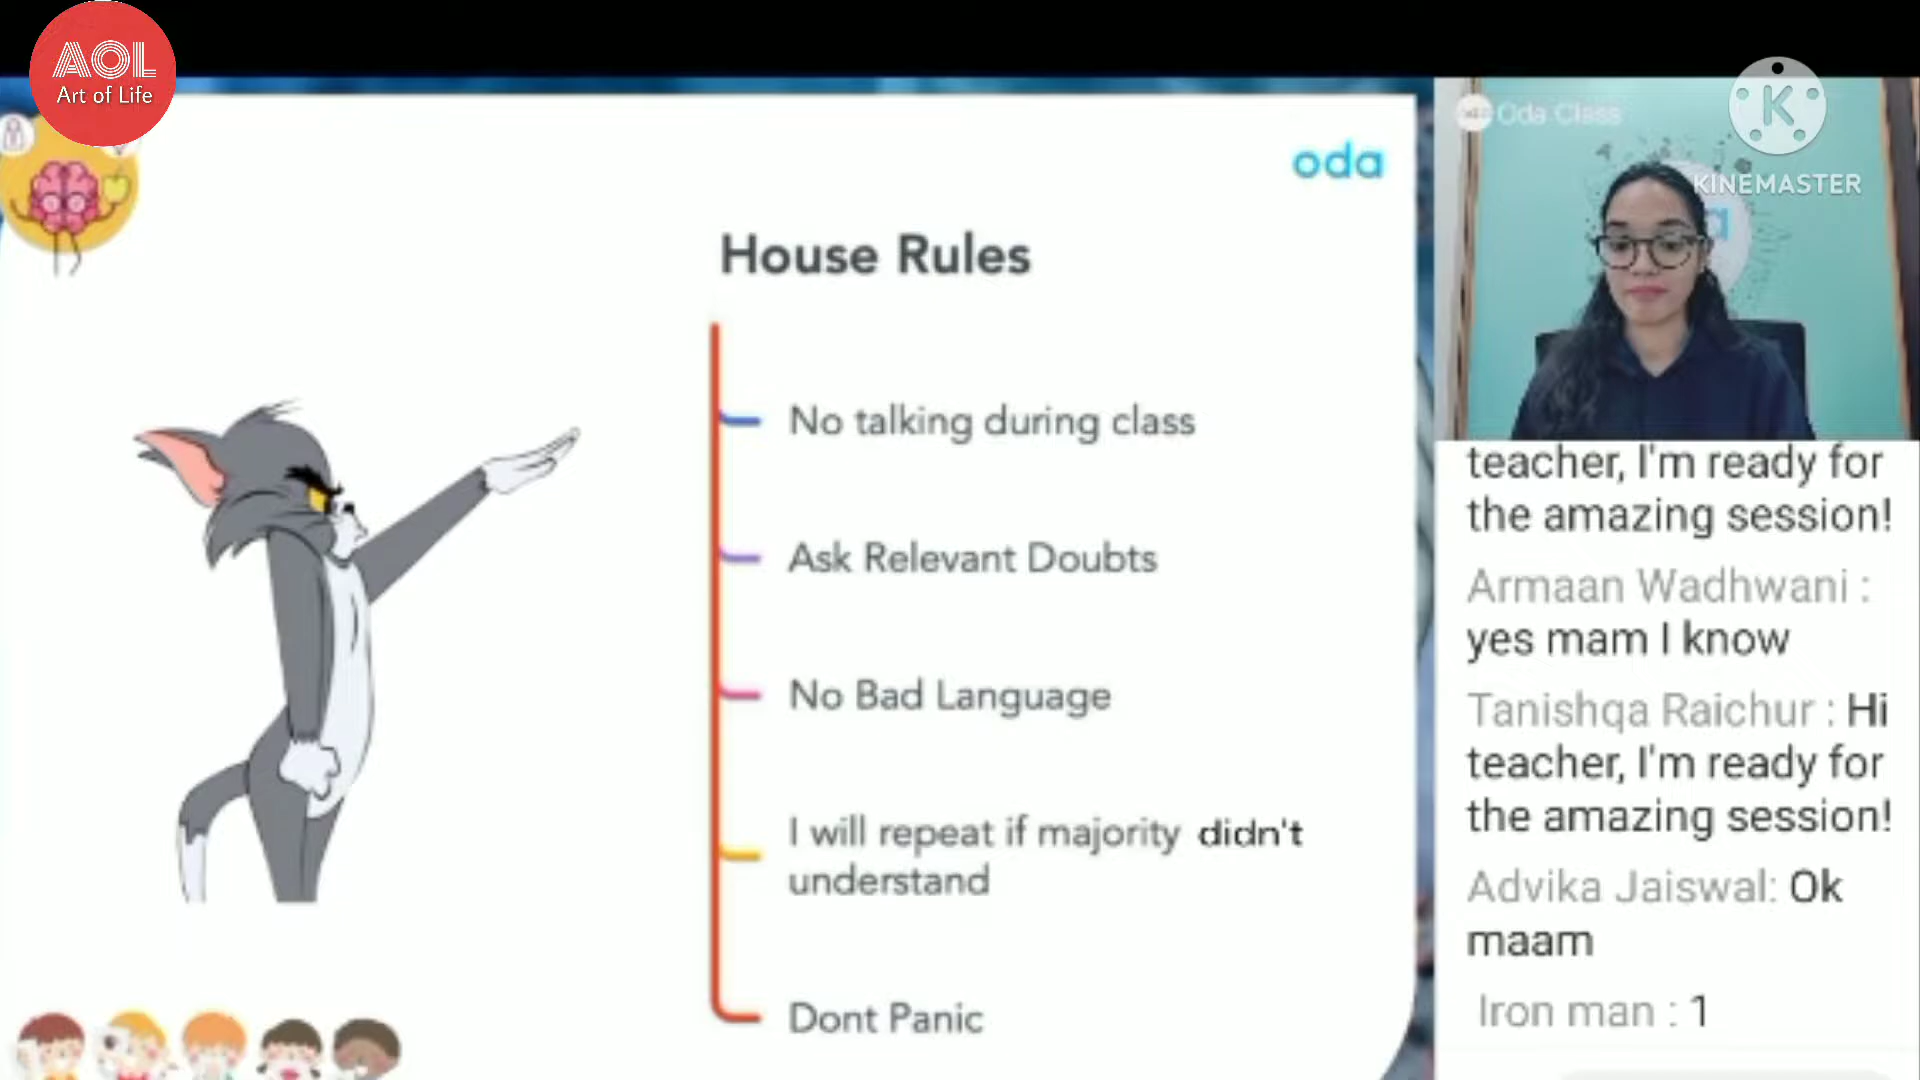 AOL
Art of Life
oda
House Rules
No talking during class
Ask Relevant Doubts
No Bad Language
I will repeat if majority didn't
understand
Dont Panic
Oda Class
K
KINEMASTER
teacher, I'm ready for
the amazing session!
Armaan Wadhwani :
yes mam I know
Tanishqa Raichur : Hi
teacher, I'm ready for
the amazing session!
Advika Jaiswal: Ok
maam
Iron man : 1